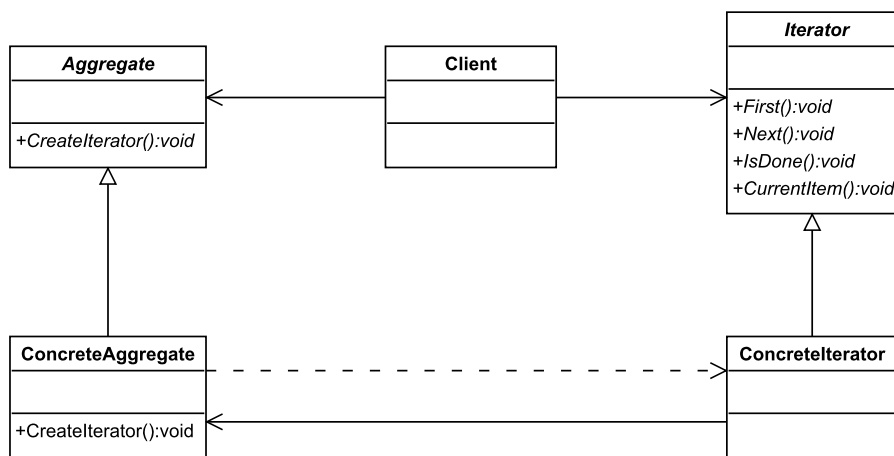 Aggregate
+CreateIterator():void
Client
Iterator
+First():void
+Next():void
+IsDone():void
+CurrentItem():void
ConcreteAggregate
+CreateIterator():void
ConcreteIterator